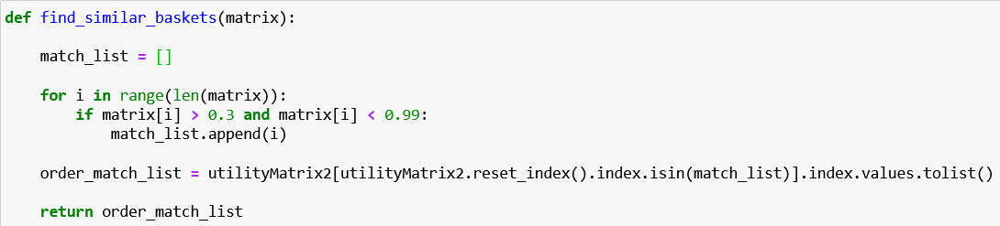 def find_similar_baskets(matrix):
    match_list = []
    for i in range(len(matrix)):
        if matrix[i] > 0.3 and matrix[i] < 0.99:
            match_list.append(i)
    order_match_list = utilityMatrix2[utilityMatrix2.reset_index().index.isin(match_list)].index.values.tolist()
    return order_match_list